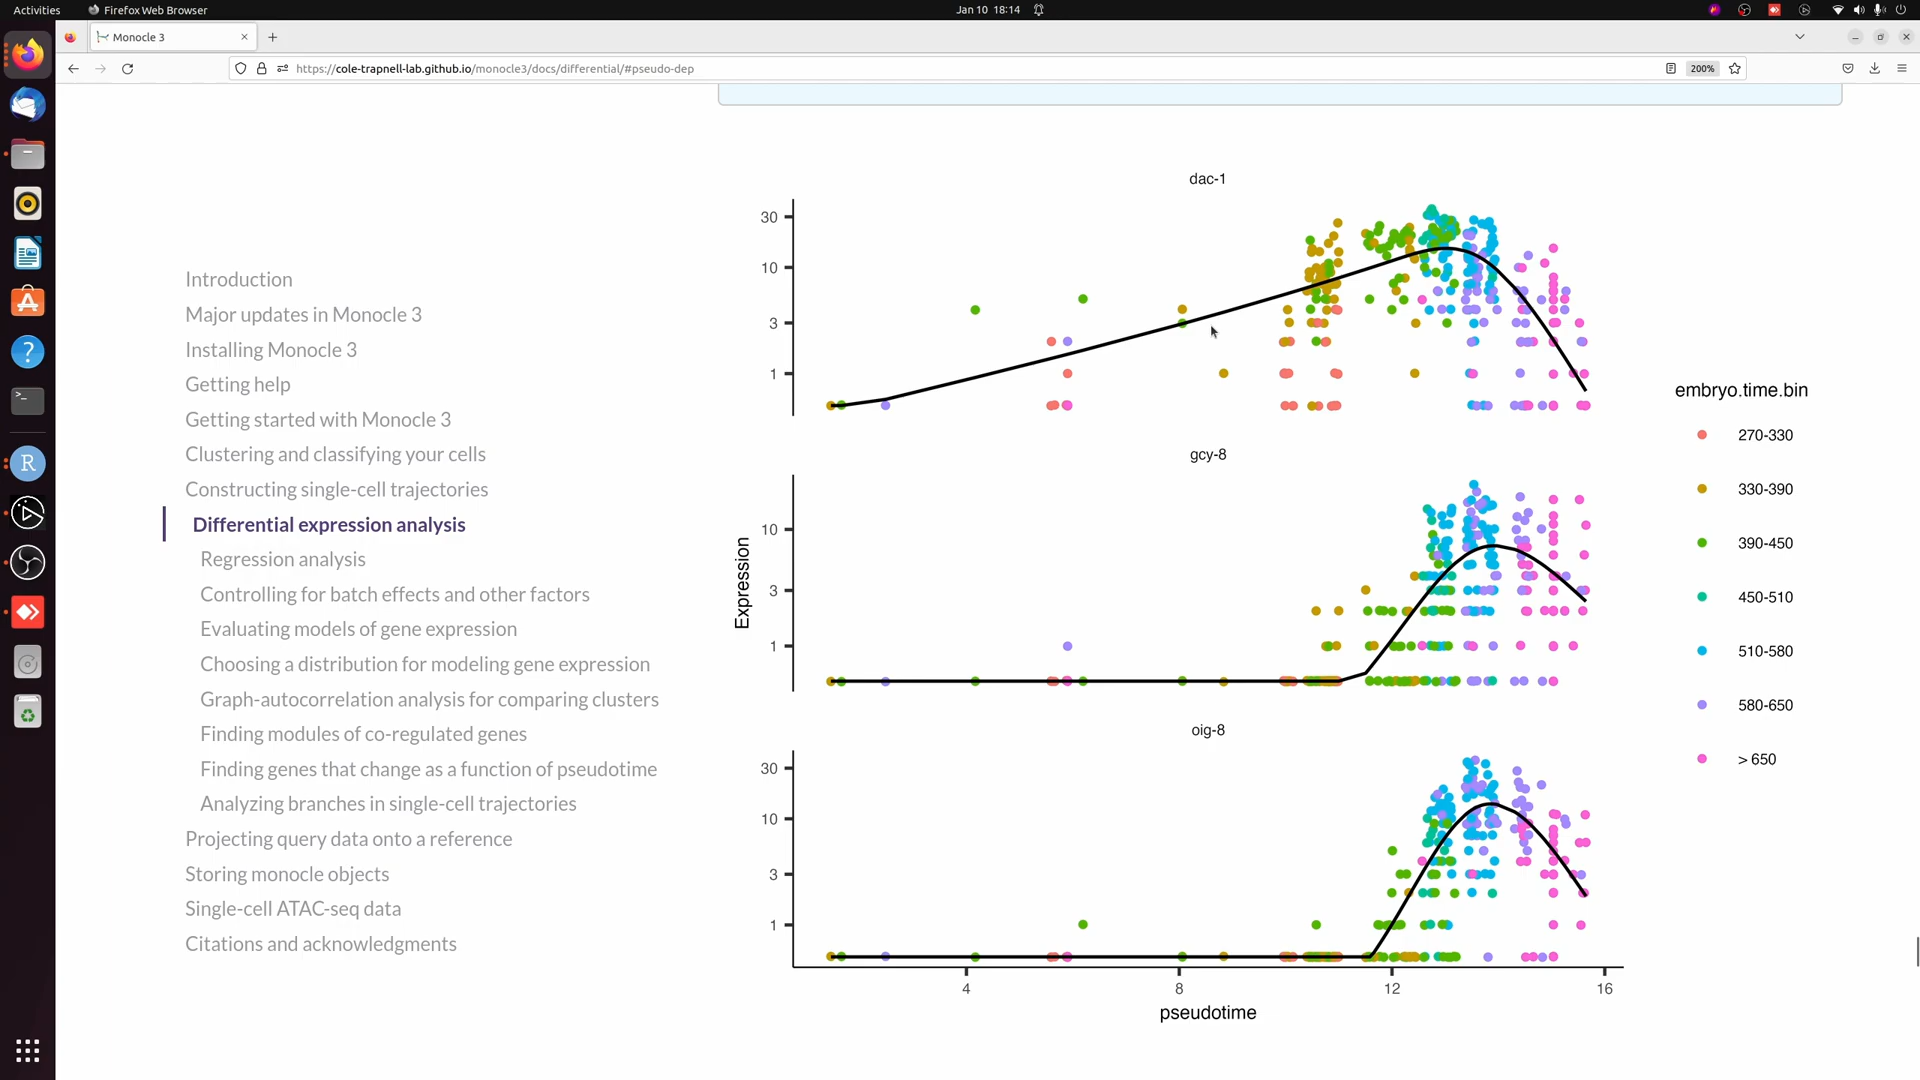 Activities
Firefox Web Browser
Jan 10 18:14
Monocle 3
https://cole-trapnell-lab.github.io/monocle3/docs/differential/#pseudo-dep
200%
Introduction
Major updates in Monocle 3
Installing Monocle 3
Getting help
Getting started with Monocle 3
Clustering and classifying your cells
Constructing single-cell trajectories
Differential expression analysis
Regression analysis
Controlling for batch effects and other factors
Evaluating models of gene expression
Choosing a distribution for modeling gene expression
Graph-autocorrelation analysis for comparing clusters
Finding modules of co-regulated genes
Finding genes that change as a function of pseudotime
Analyzing branches in single-cell trajectories
Projecting query data onto a reference
Storing monocle objects
Single-cell ATAC-seq data
Citations and acknowledgments
dac-1
30
10
3
1
gcy-8
10
3
1
oig-8
30
10
3
1
Expression
4 8 12 16
pseudotime
embryo.time.bin
270-330
330-390
390-450
450-510
510-580
580-650
> 650
R